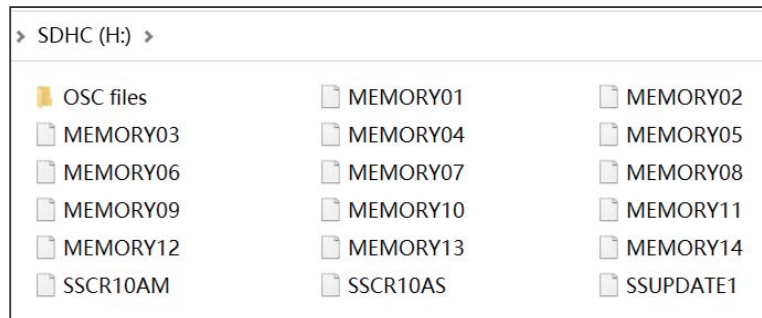 SDHC (H:)
OSC files MEMORY01 MEMORY02
MEMORY03 MEMORY04 MEMORY05
MEMORY06 MEMORY07 MEMORY08
MEMORY09 MEMORY10 MEMORY11
MEMORY12 MEMORY13 MEMORY14
SSCR10AM SSCR10AS SSUPDATE1